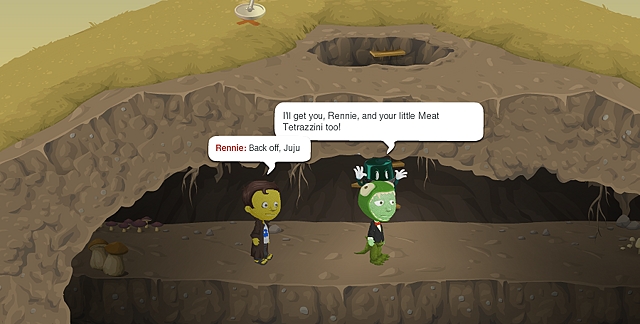 I'll get you, Rennie, and your little Meat
Tetrazzini too!
Rennie: Back off, Juju